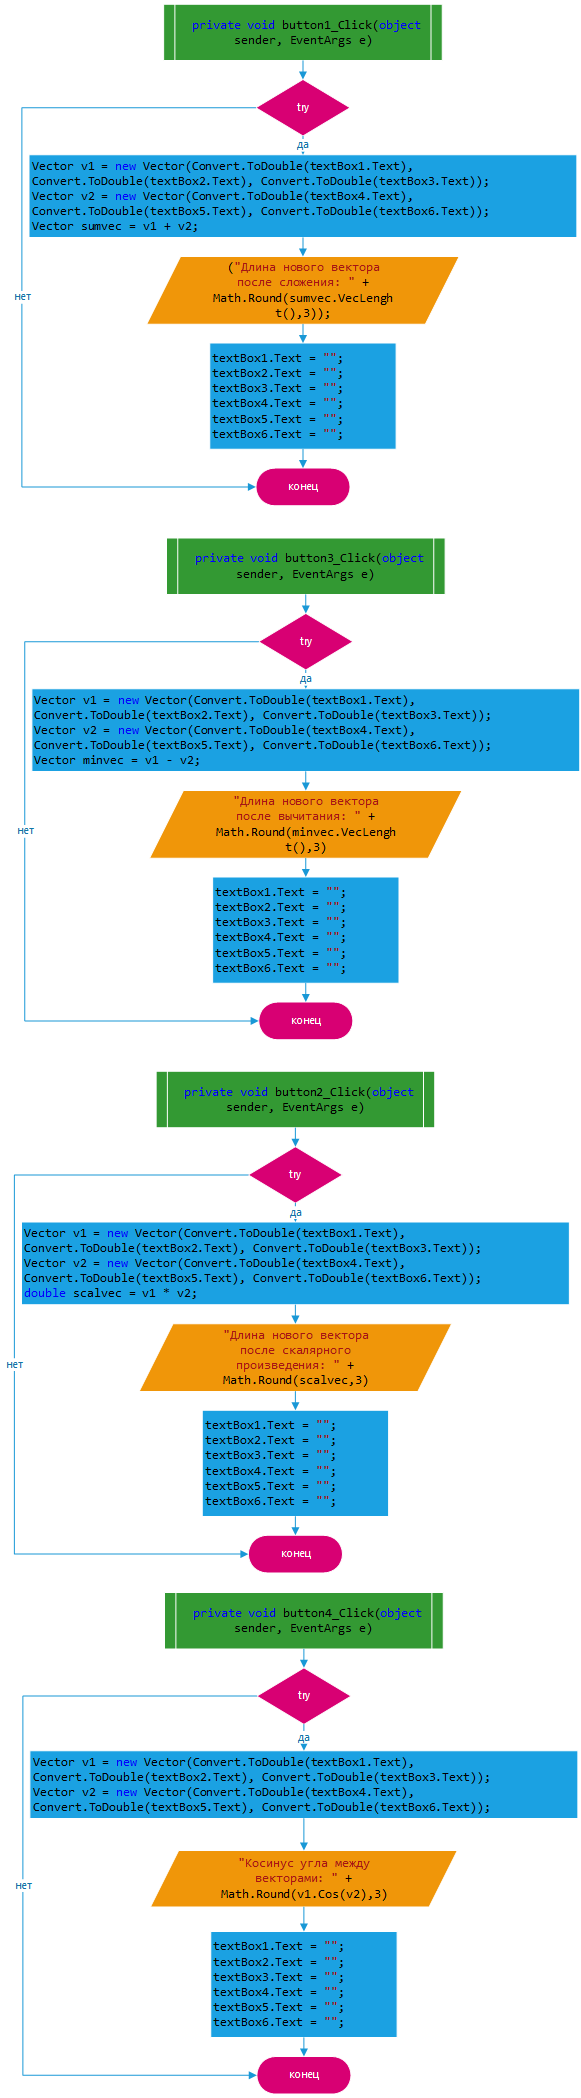 private void button1_Click(object
sender, EventArgs e)
try
да
Vector v1 = new Vector(Convert.ToDouble(textBox1.Text),
Convert.ToDouble(textBox2.Text), Convert.ToDouble(textBox3.Text));
Vector v2 = new Vector(Convert.ToDouble(textBox4.Text),
Convert.ToDouble(textBox5.Text), Convert.ToDouble(textBox6.Text));
Vector sumvec = v1 + v2;
("Длина нового вектора
после сложения: " +
Math.Round(sumvec.VecLengh
t(),3));
нет
textBox1.Text = "";
textBox2.Text = "";
textBox3.Text = "";
textBox4.Text = "";
textBox5.Text = "";
textBox6.Text = "";
конец
private void button3_Click(object
sender, EventArgs e)
try
да
Vector v1 = new Vector(Convert.ToDouble(textBox1.Text),
Convert.ToDouble(textBox2.Text), Convert.ToDouble(textBox3.Text));
Vector v2 = new Vector(Convert.ToDouble(textBox4.Text),
Convert.ToDouble(textBox5.Text), Convert.ToDouble(textBox6.Text));
Vector minvec = v1 - v2;
"Длина нового вектора
после вычитания: " +
Math.Round(minvec.VecLengh
t(),3)
нет
textBox1.Text = "";
textBox2.Text = "";
textBox3.Text = "";
textBox4.Text = "";
textBox5.Text = "";
textBox6.Text = "";
конец
private void button2_Click(object
sender, EventArgs e)
try
да
Vector v1 = new Vector(Convert.ToDouble(textBox1.Text),
Convert.ToDouble(textBox2.Text), Convert.ToDouble(textBox3.Text));
Vector v2 = new Vector(Convert.ToDouble(textBox4.Text),
Convert.ToDouble(textBox5.Text), Convert.ToDouble(textBox6.Text));
double scalvec = v1 * v2;
"Длина нового вектора
после скалярного
произведения: " +
Math.Round(scalvec,3)
нет
textBox1.Text = "";
textBox2.Text = "";
textBox3.Text = "";
textBox4.Text = "";
textBox5.Text = "";
textBox6.Text = "";
конец
private void button4_Click(object
sender, EventArgs e)
try
да
Vector v1 = new Vector(Convert.ToDouble(textBox1.Text),
Convert.ToDouble(textBox2.Text), Convert.ToDouble(textBox3.Text));
Vector v2 = new Vector(Convert.ToDouble(textBox4.Text),
Convert.ToDouble(textBox5.Text), Convert.ToDouble(textBox6.Text));
"Косинус угла между
векторами: " +
Math.Round(v1.Cos(v2),3)
нет
textBox1.Text = "";
textBox2.Text = "";
textBox3.Text = "";
textBox4.Text = "";
textBox5.Text = "";
textBox6.Text = "";
конец